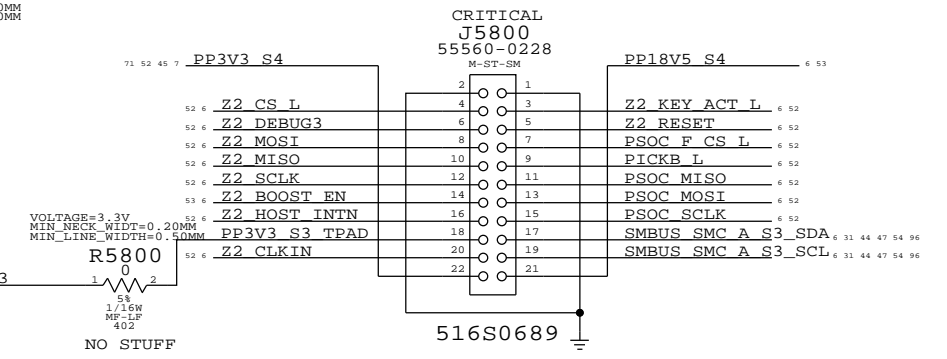 0MM
0MM
CRITICAL
J5800
55560-0228
M-ST-SM
71 52 45 7 PP3V3_S4 PP18V5_S4 6 53
2 1
52 6 Z2_CS_L 4 3 Z2_KEY_ACT_L 6 52
52 6 Z2_DEBUG3 6 5 Z2_RESET 6 52
52 6 Z2_MOSI 8 7 PSOC_F_CS_L 6 52
52 6 Z2_MISO 10 9 PICKB_L 6 52
52 6 Z2_SCLK 12 11 PSOC_MISO 6 52
53 6 Z2_BOOST_EN 14 13 PSOC_MOSI 6 52
52 6 Z2_HOST_INTN 16 15 PSOC_SCLK 6 52
VOLTAGE=3.3V
MIN_NECK_WIDT=0.20MM
MIN_LINE_WIDTH=0.50MM
PP3V3_S3_TPAD 18 17 SMBUS_SMC_A_S3_SDA 6 31 44 47 54 96
52 6 Z2_CLKIN 20 19 SMBUS_SMC_A_S3_SCL 6 31 44 47 54 96
22 21
R5800
0
3 1 2
5%
1/16W
MF-LF
402
NO STUFF
516S0689